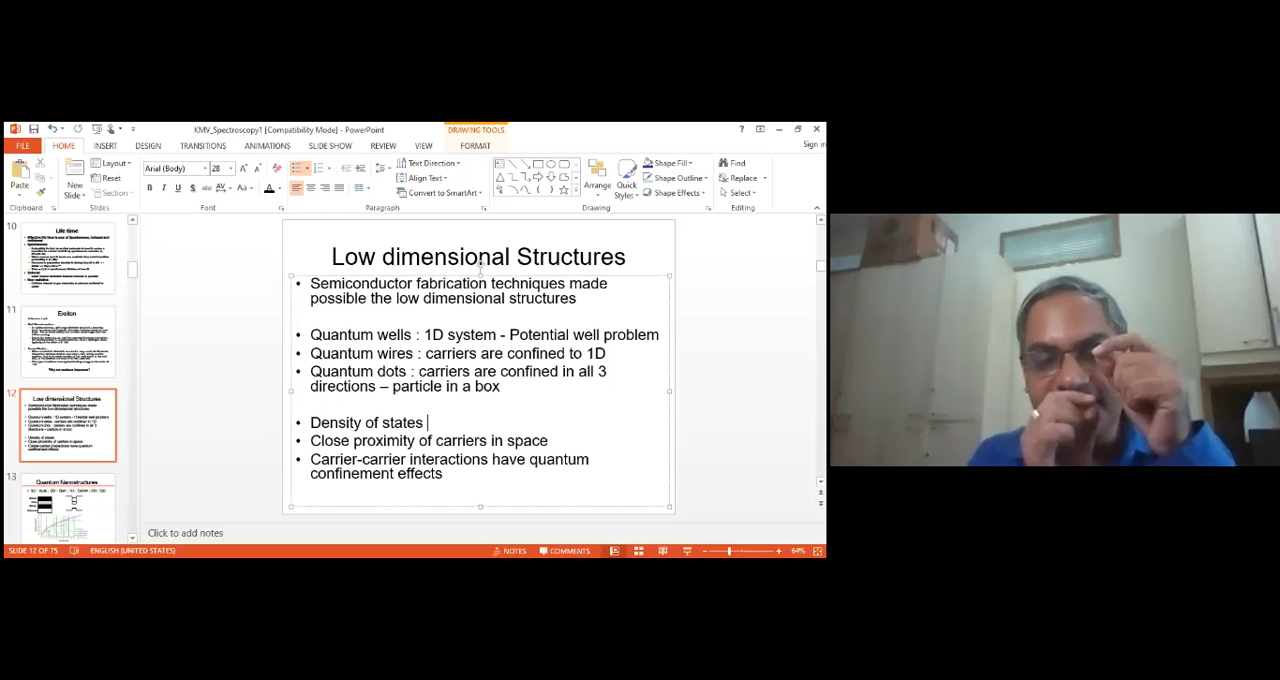 KMV_Spectroscopy1 [Compatibility Mode] - PowerPoint
DRAWING TOOLS
?
Sign in
FILE HOME INSERT DESIGN TRANSITIONS ANIMATIONS SLIDE SHOW REVIEW VIEW FORMAT
Paste
New
Slide
Layout
Reset
Section
Arial (Body) 28
B I U S abc AV Aa A
Text Direction
Align Text
Convert to SmartArt
Arrange
Quick
Styles
Shape Fill
Shape Outline
Shape Effects
Find
Replace
Select
Clipboard Slides Font Paragraph Drawing Editing
10
Life time
11
Exciton
12
Low dimensional Structures
13
Quantum Nanostructures
Low dimensional Structures
• Semiconductor fabrication techniques made
possible the low dimensional structures
• Quantum wells : 1D system - Potential well problem
• Quantum wires : carriers are confined to 1D
• Quantum dots : carriers are confined in all 3
directions – particle in a box
• Density of states
• Close proximity of carriers in space
• Carrier-carrier interactions have quantum
confinement effects
Click to add notes
SLIDE 12 OF 75 ENGLISH (UNITED STATES) NOTES COMMENTS 64%